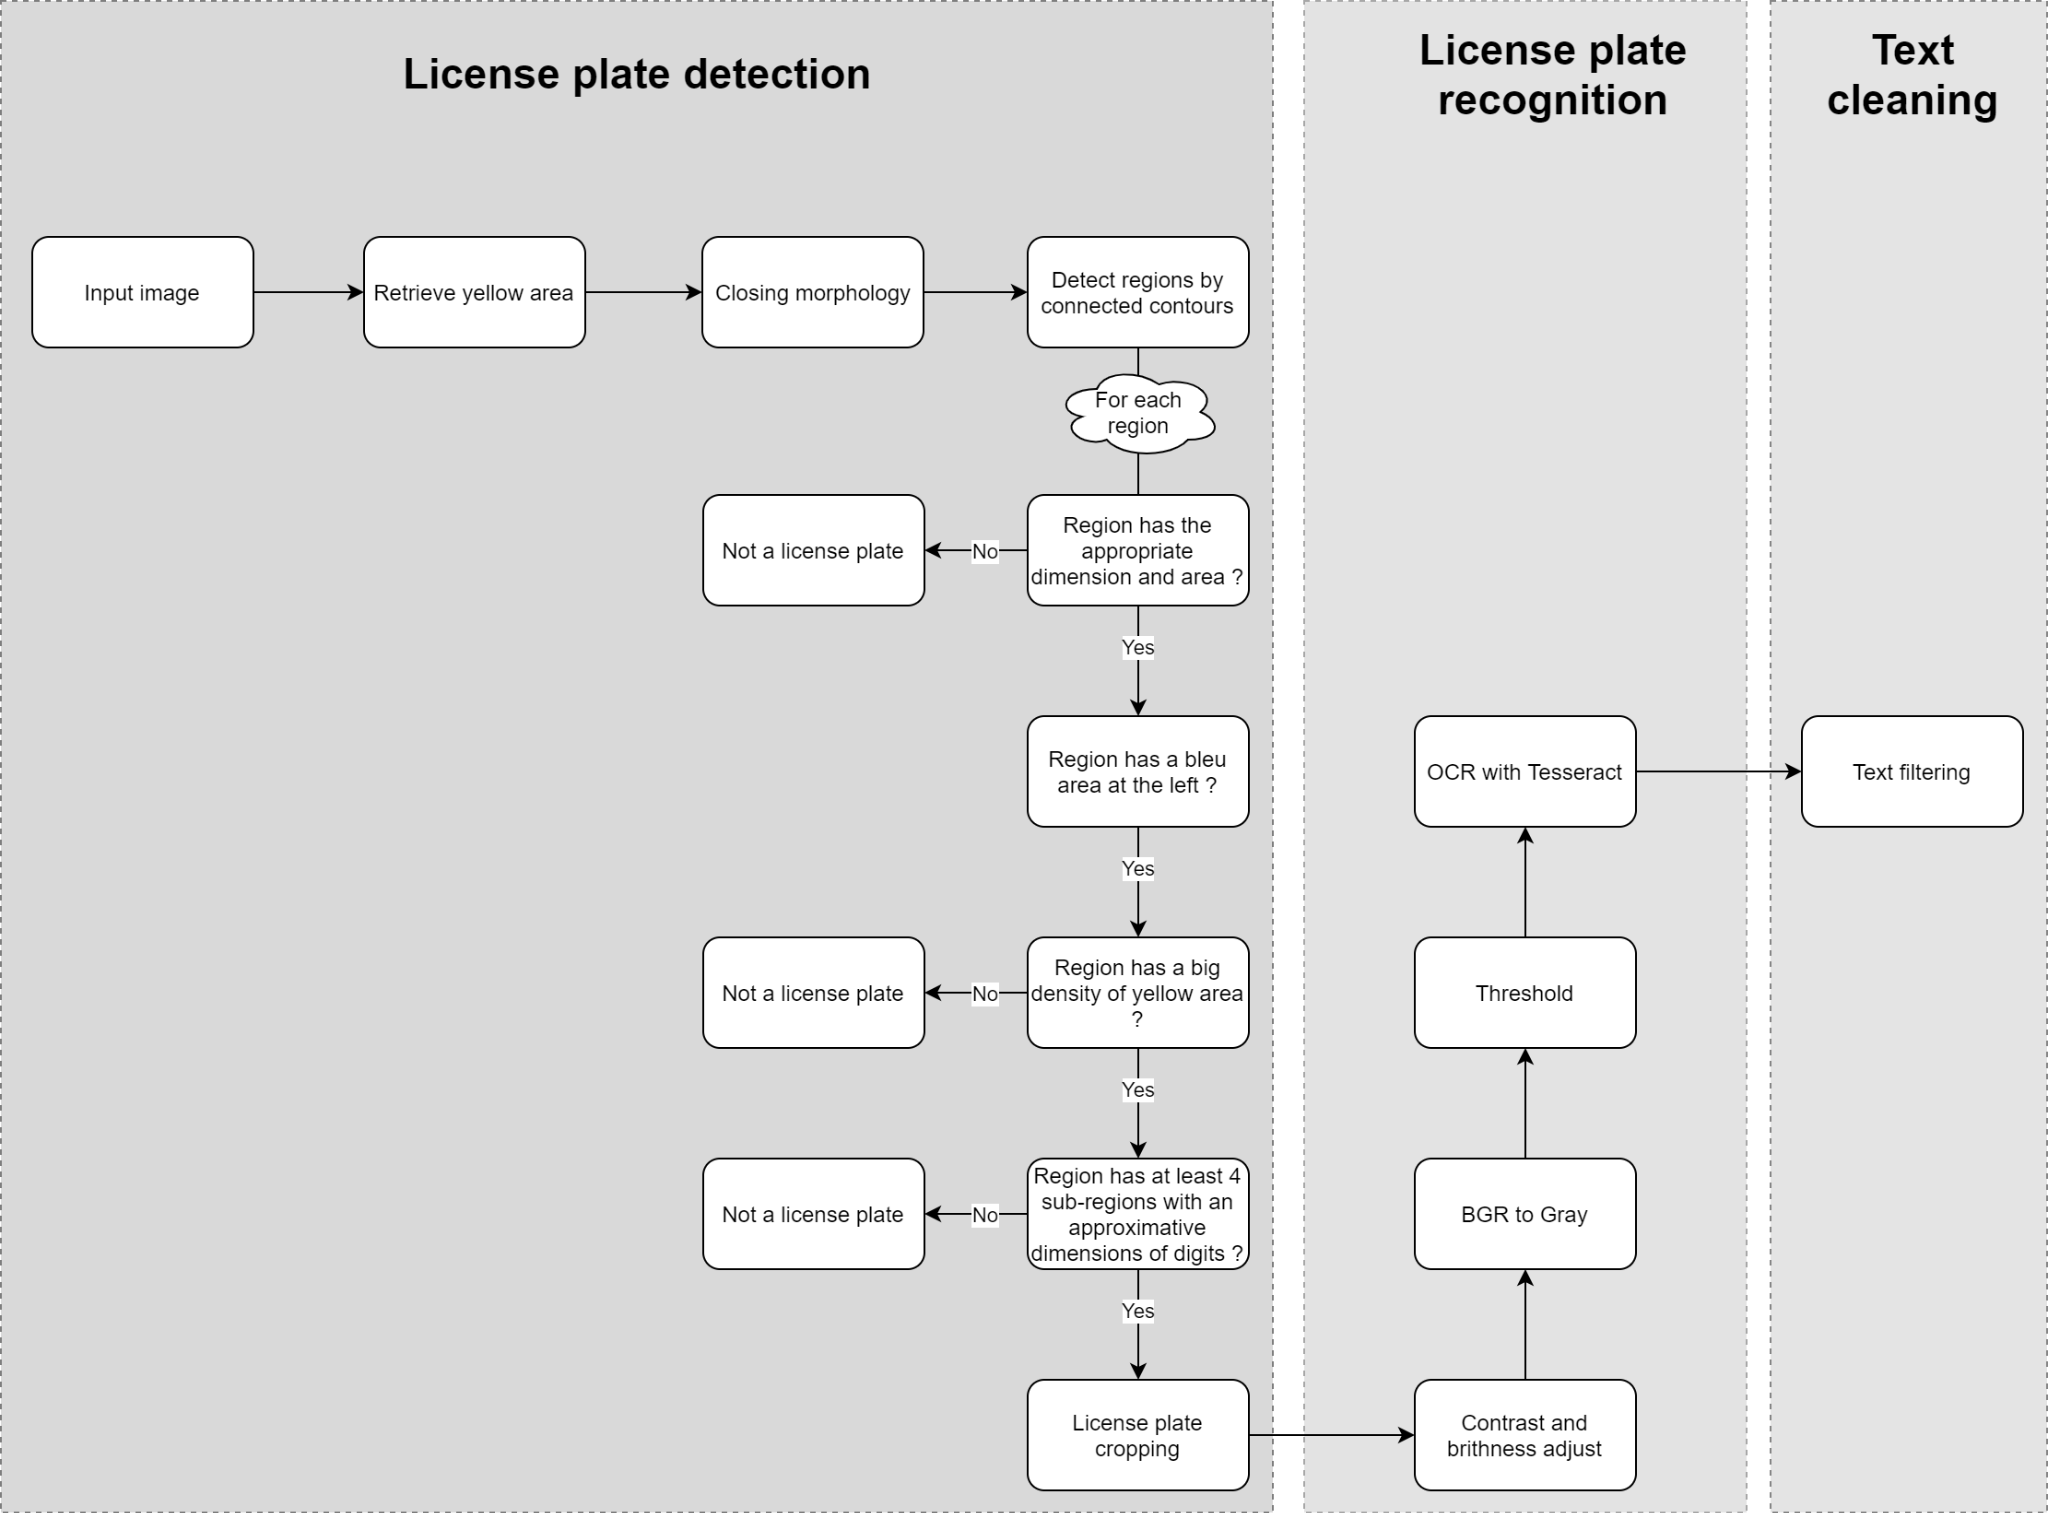 License plate detection
Input image
Retrieve yellow area
Closing morphology
Detect regions by
connected contours
For each
region
Region has the
appropriate
dimension and area ?
No
Not a license plate
Yes
Region has a bleu
area at the left ?
Yes
Region has a big
density of yellow area
?
No
Not a license plate
Yes
Region has at least 4
sub-regions with an
approximative
dimensions of digits ?
No
Not a license plate
Yes
License plate
cropping
License plate
recognition
Contrast and
brithness adjust
BGR to Gray
Threshold
OCR with Tesseract
Text
cleaning
Text filtering